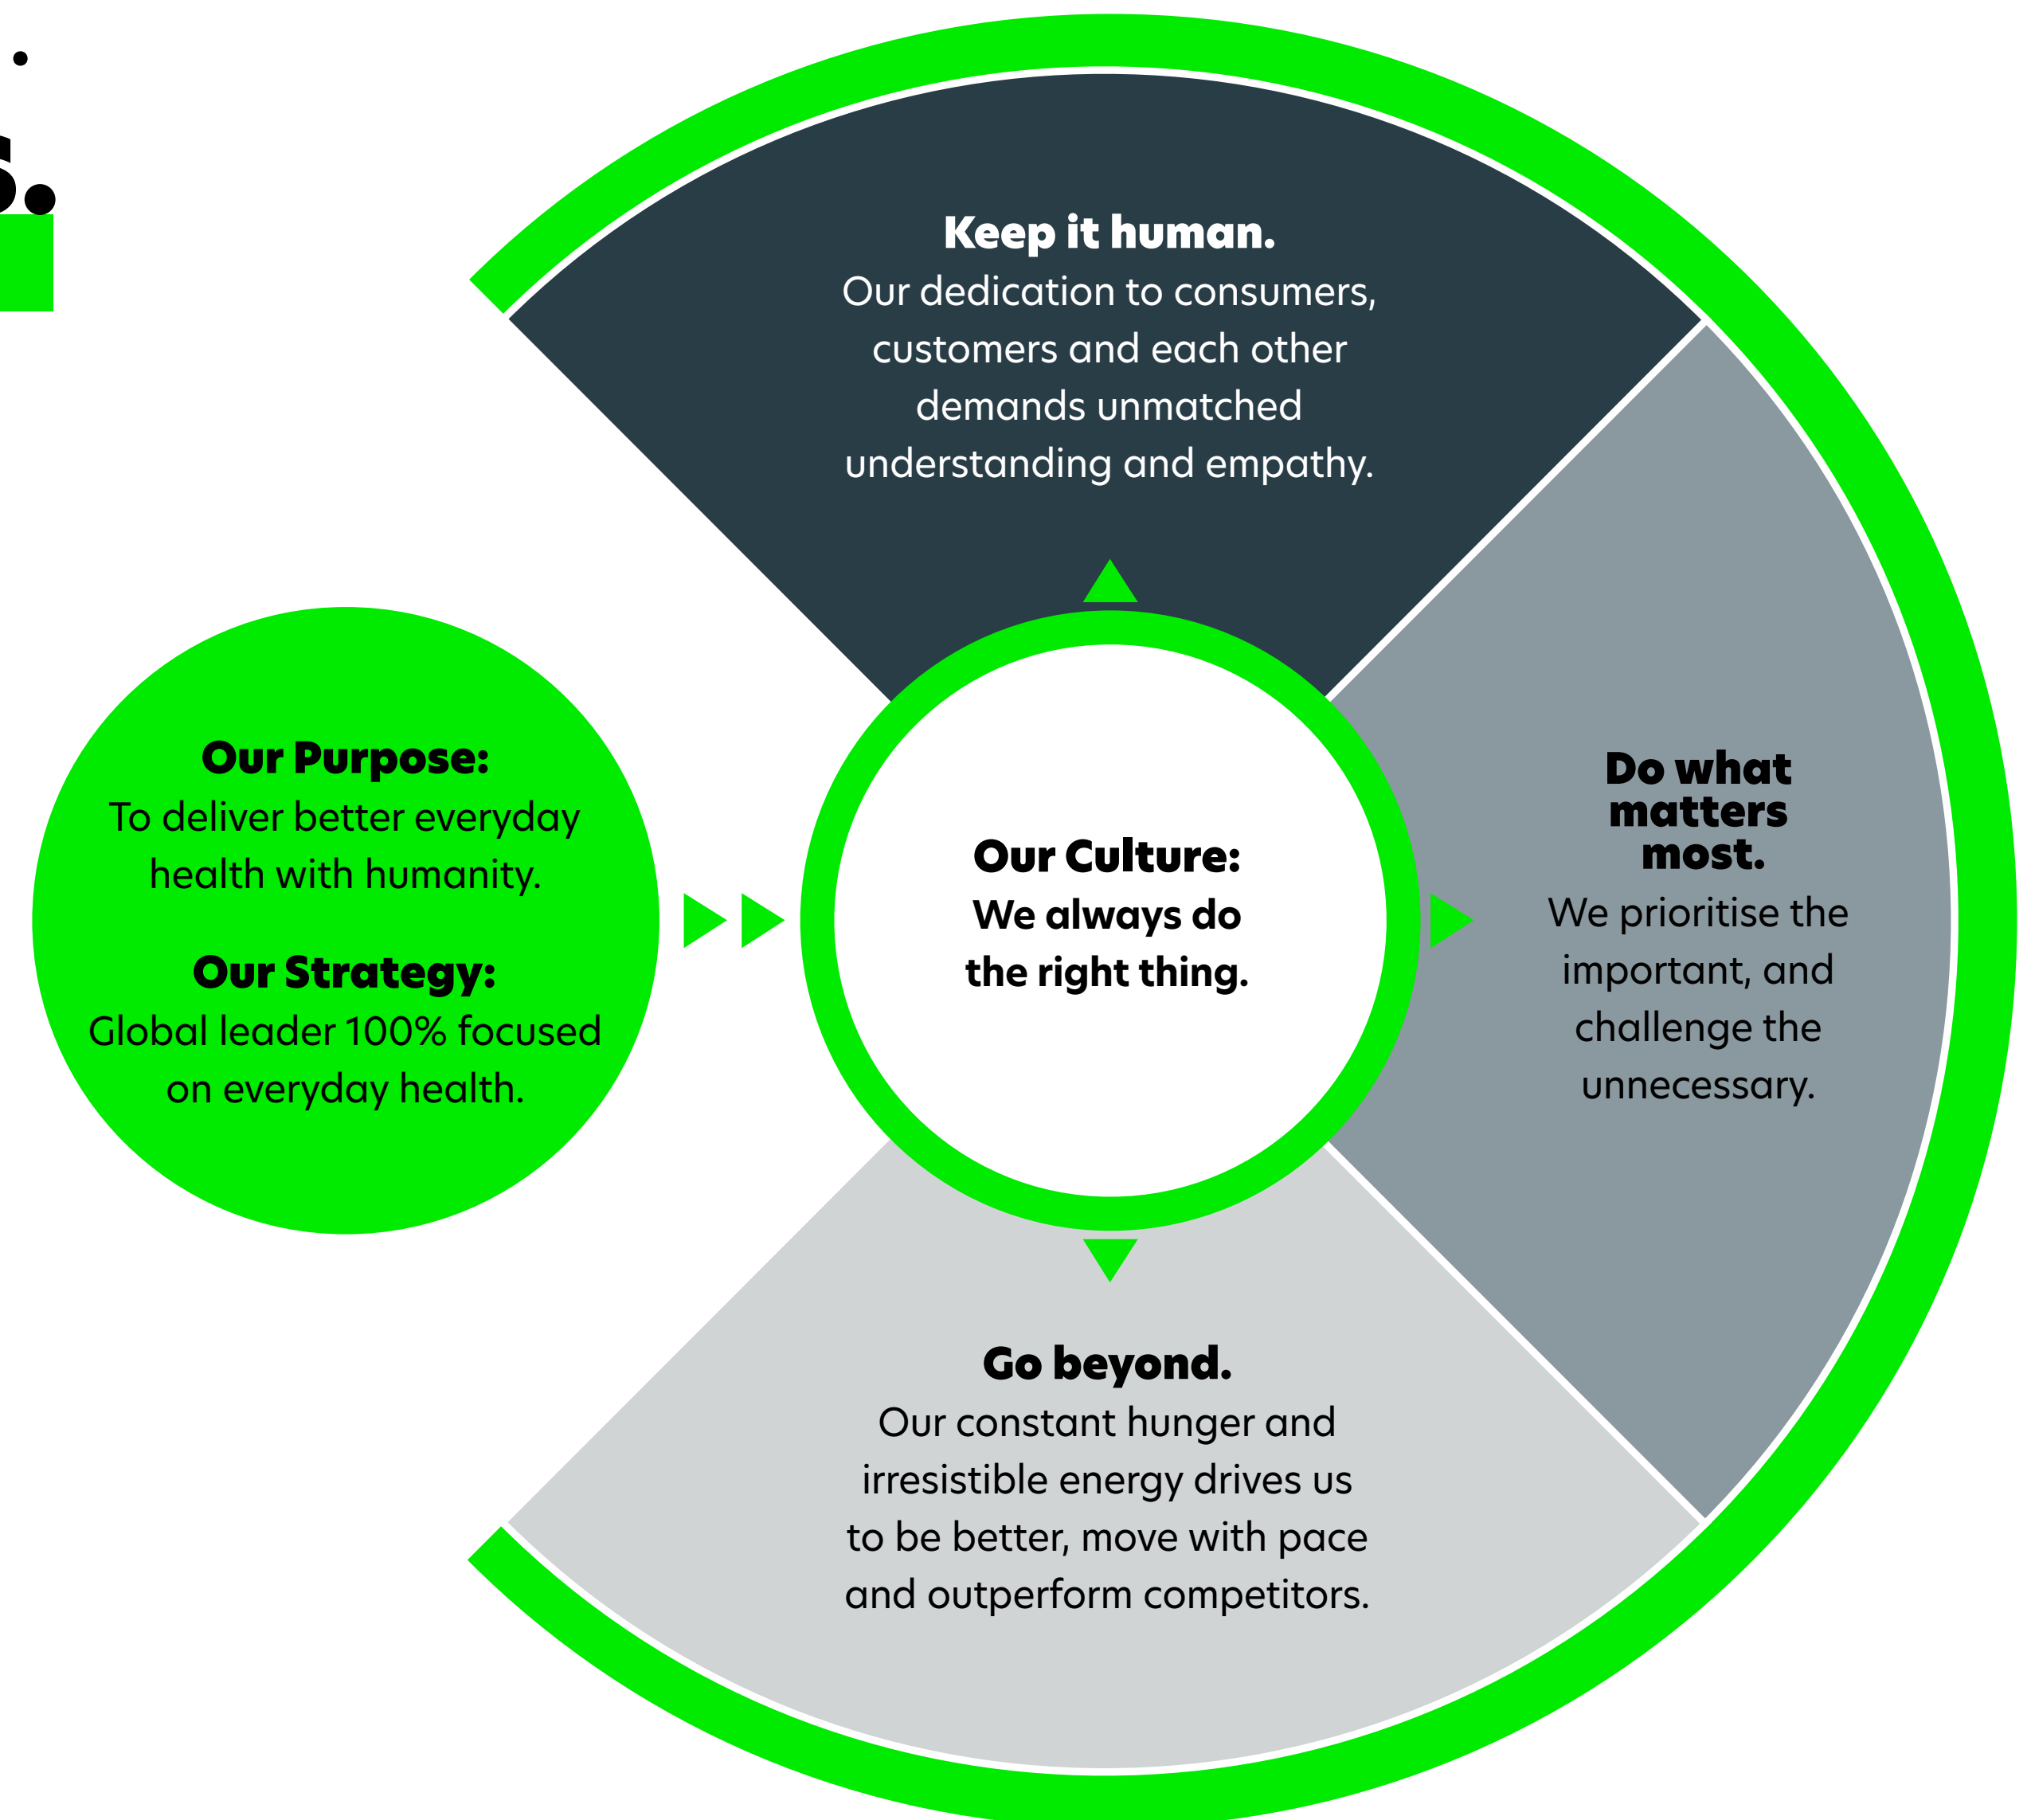 Keep it human.
Our dedication to consumers,
customers and each other
demands unmatched
understanding and empathy.
Our Purpose:
To deliver better everyday
health with humanity.
Our Strategy:
Global leader 100% focused
on everyday health.
Our Culture:
We always do
the right thing.
Do what
matters
most.
We prioritise the
important, and
challenge the
unnecessary.
Go beyond.
Our constant hunger and
irresistible energy drives us
to be better, move with pace
and outperform competitors.